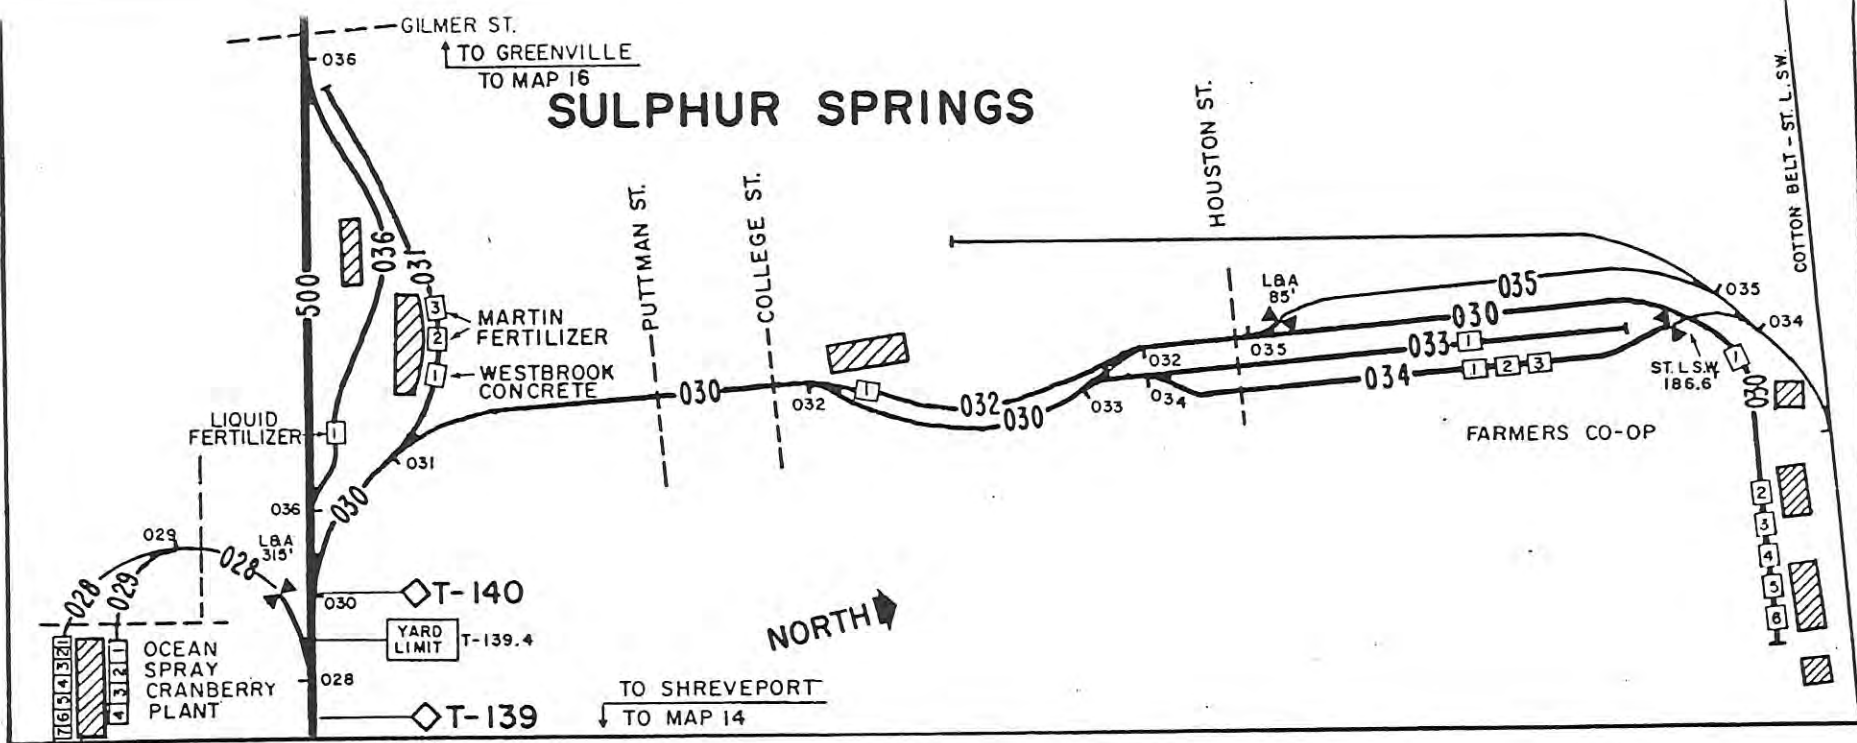 GILMER ST.
036
TO GREENVILLE
TO MAP 16
SULPHUR SPRINGS
HOUSTON ST.
COTTON BELT - ST. L. SW.
PUTTMAN ST.
COLLEGE ST.
500
036
031
3
2
1
MARTIN
FERTILIZER
WESTBROOK
CONCRETE
L&A
85'
035
035
034
030
032
035
033
1
034
1
2
3
ST. L.S.W.
186.6'
1
030
030
032
1
032
030
033
034
FARMERS CO-OP
LIQUID
FERTILIZER
1
031
036
030
029
028
L&A
315'
028
029
030
T-140
YARD
LIMIT
T-139.4
NORTH
2
3
4
5
6
1
2
3
4
5
6
7
1
2
3
4
OCEAN
SPRAY
CRANBERRY
PLANT
028
T-139
TO SHREVEPORT
TO MAP 14